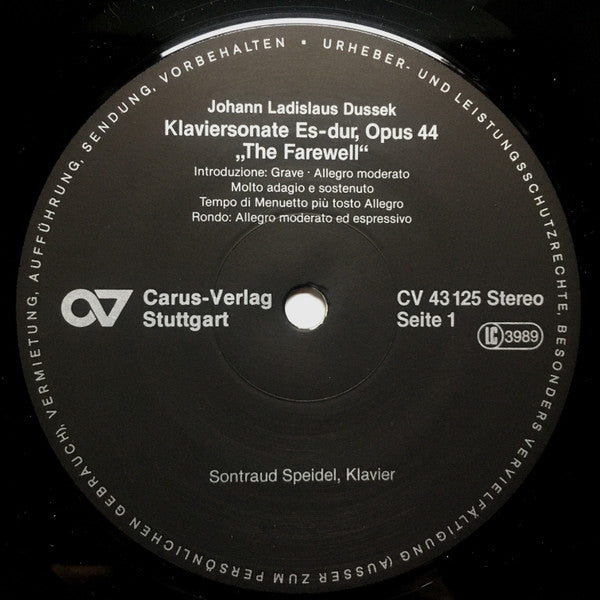 Johann Ladislaus Dussek
Klaviersonate Es-dur, Opus 44
„The Farewell“
Introduzione: Grave · Allegro moderato
Molto adagio e sostenuto
Tempo di Menuetto più tosto Allegro
Rondo: Allegro moderato ed espressivo
Carus-Verlag
Stuttgart
CV 43 125 Stereo
Seite 1
LC 3989
Sontraud Speidel, Klavier
URHEBER- UND LEISTUNGSSCHUTZRECHTE, BESONDERS VERVIELFÄLTIGUNG (AUSSER ZUM PERSÖNLICHEN GEBRAUCH), VERMIETUNG, AUFFÜHRUNG, SENDUNG, VORBEHALTEN •